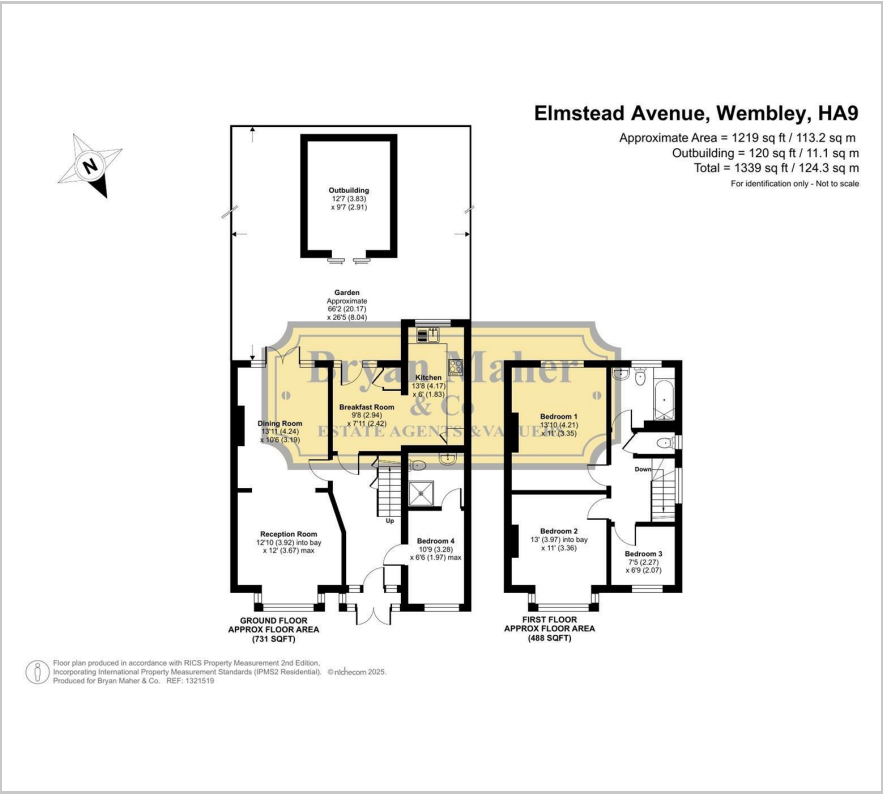 Elmstead Avenue, Wembley, HA9
Approximate Area = 1219 sq ft / 113.2 sq m
Outbuilding = 120 sq ft / 11.1 sq m
Total = 1339 sq ft / 124.3 sq m
For identification only - Not to scale
N
Outbuilding
12'7 (3.83)
x 9'7 (2.91)
Garden
Approximate
66'2 (20.17)
x 26'5 (8.04)
Bryan Maher
& Co
ESTATE AGENTS & VALUERS
Kitchen
13'8 (4.17)
x 6' (1.83)
Breakfast Room
9'8 (2.94)
x 7'11 (2.42)
Dining Room
13'11 (4.24)
x 10'6 (3.19)
Bedroom 1
13'10 (4.21)
x 11' (3.35)
Down
Up
Reception Room
12'10 (3.92) into bay
x 12' (3.67) max
Bedroom 4
10'9 (3.28)
x 6'6 (1.97) max
Bedroom 2
13' (3.97) into bay
x 11' (3.36)
Bedroom 3
7'5 (2.27)
x 6'9 (2.07)
GROUND FLOOR
APPROX FLOOR AREA
(731 SQFT)
FIRST FLOOR
APPROX FLOOR AREA
(488 SQFT)
Floor plan produced in accordance with RICS Property Measurement 2nd Edition,
Incorporating International Property Measurement Standards (IPMS2 Residential). © nichecom 2025.
Produced for Bryan Maher & Co. REF: 1321519